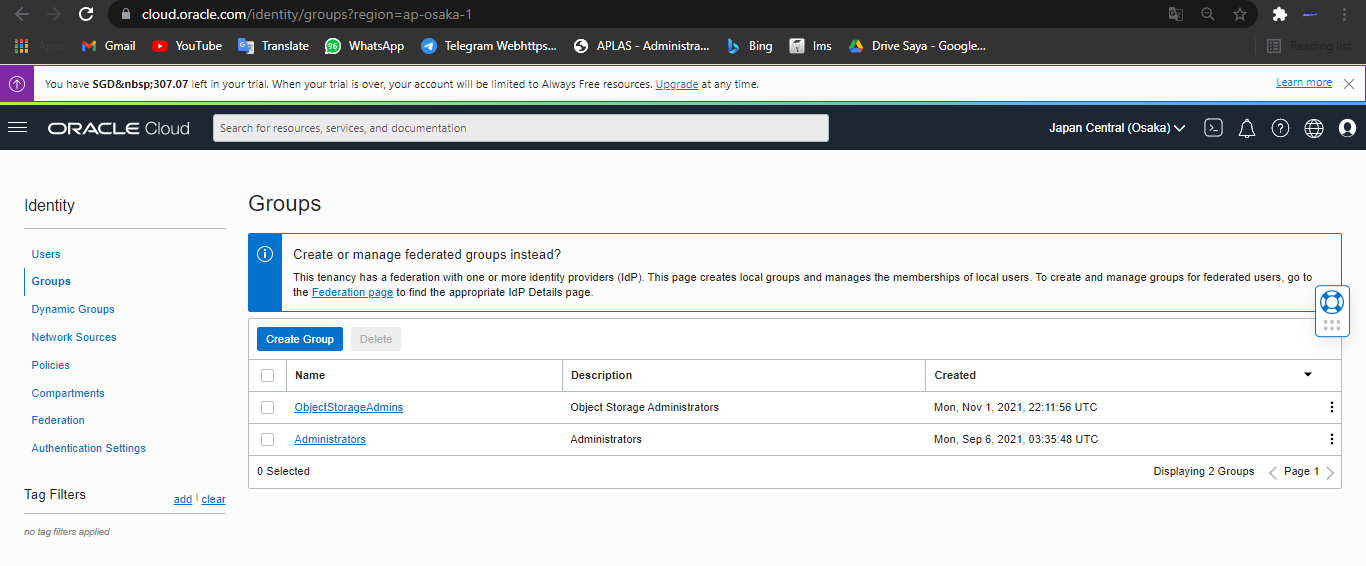 cloud.oracle.com/identity/groups?region=ap-osaka-1
Apps Gmail YouTube Translate 96 WhatsApp Telegram Webhttps... APLAS - Administra... Bing lms Drive Saya - Google... Reading list
You have SGD&nbsp;307.07 left in your trial. When your trial is over, your account will be limited to Always Free resources. Upgrade at any time. Learn more
ORACLE Cloud Search for resources, services, and documentation Japan Central (Osaka)
Identity
Users
Groups
Dynamic Groups
Network Sources
Policies
Compartments
Federation
Authentication Settings
Tag Filters add | clear
no tag filters applied
Groups
Create or manage federated groups instead?
This tenancy has a federation with one or more identity providers (IdP). This page creates local groups and manages the memberships of local users. To create and manage groups for federated users, go to
the Federation page to find the appropriate IdP Details page.
Create Group Delete
Name Description Created
ObjectStorageAdmins Object Storage Administrators Mon, Nov 1, 2021, 22:11:56 UTC
Administrators Administrators Mon, Sep 6, 2021, 03:35:48 UTC
0 Selected Displaying 2 Groups Page 1